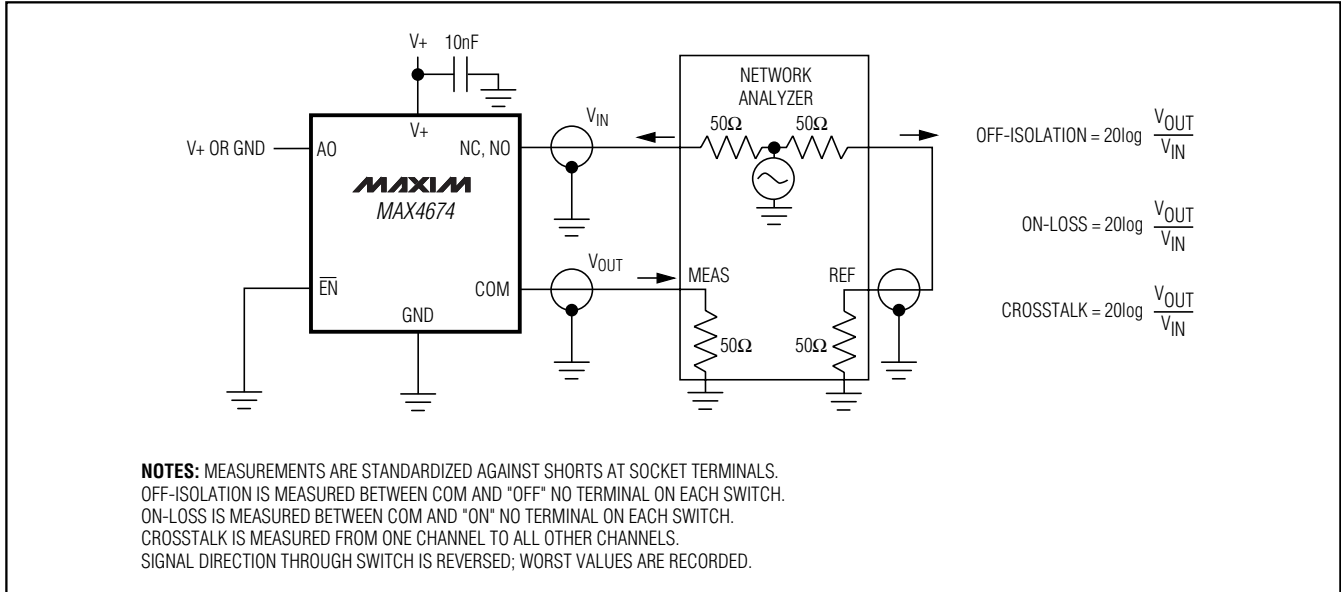 V+ 10nF
NETWORK
ANALYZER
50Ω 50Ω
V+ OR GND
A0
V+
NC, NO
VIN
MAXIM
MAX4674
EN
COM
GND
VOUT
MEAS
REF
50Ω
50Ω
OFF-ISOLATION = 20log VOUT
VIN
ON-LOSS = 20log VOUT
VIN
CROSSTALK = 20log VOUT
VIN
NOTES: MEASUREMENTS ARE STANDARDIZED AGAINST SHORTS AT SOCKET TERMINALS.
OFF-ISOLATION IS MEASURED BETWEEN COM AND "OFF" NO TERMINAL ON EACH SWITCH.
ON-LOSS IS MEASURED BETWEEN COM AND "ON" NO TERMINAL ON EACH SWITCH.
CROSSTALK IS MEASURED FROM ONE CHANNEL TO ALL OTHER CHANNELS.
SIGNAL DIRECTION THROUGH SWITCH IS REVERSED; WORST VALUES ARE RECORDED.